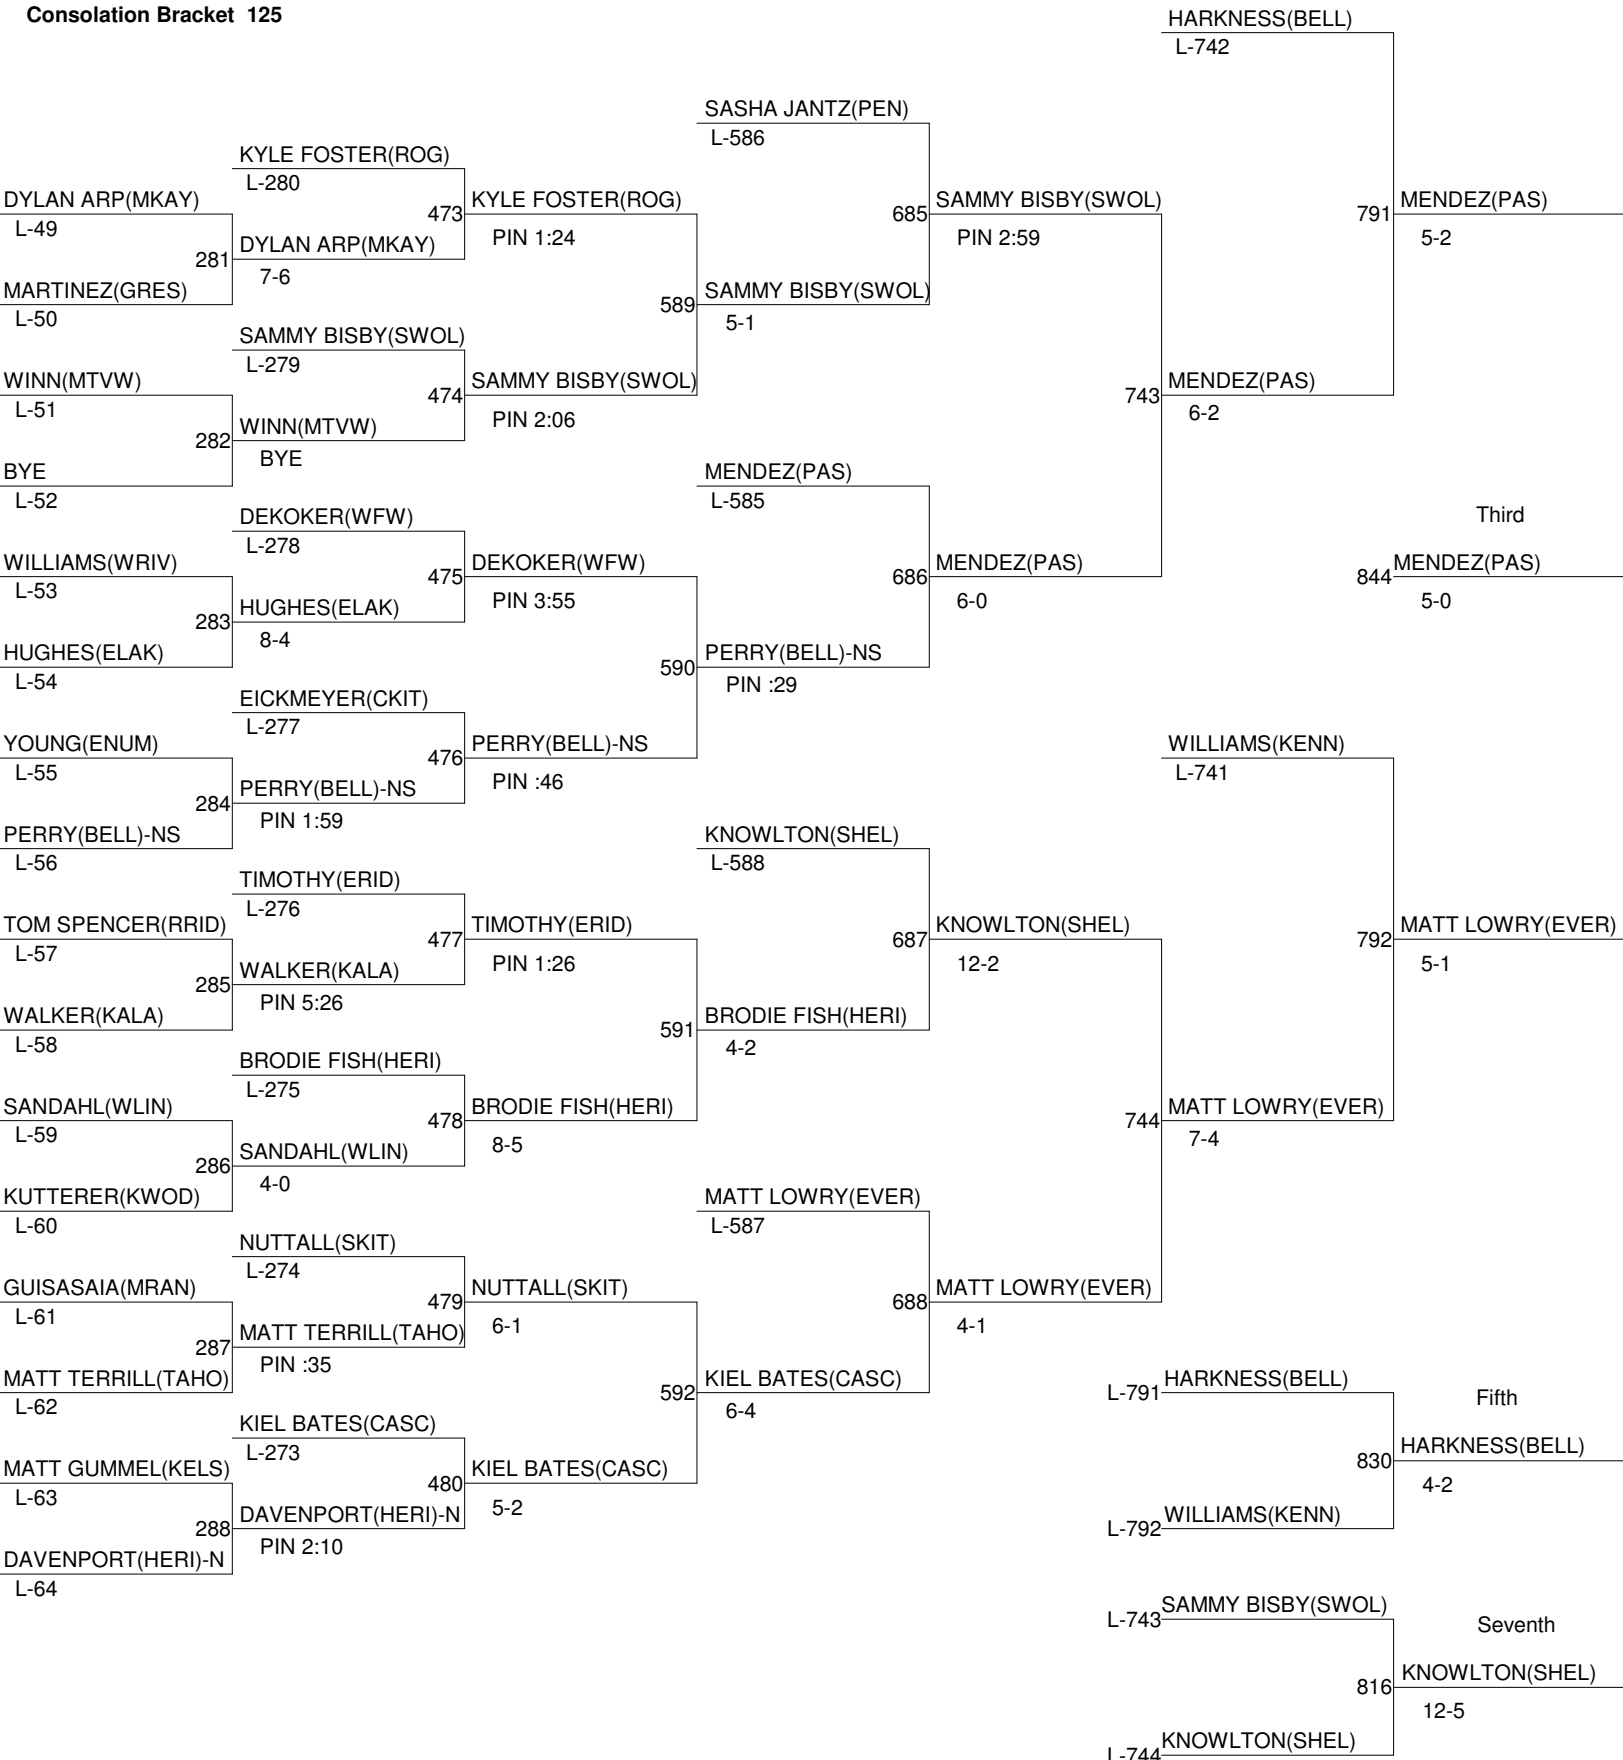 Consolation Bracket 125
HARKNESS(BELL)
L-742
SASHA JANTZ(PEN)
L-586
KYLE FOSTER(ROG)
L-280
DYLAN ARP(MKAY)
473
KYLE FOSTER(ROG)
685
SAMMY BISBY(SWOL)
791
MENDEZ(PAS)
L-49
PIN 1:24
PIN 2:59
5-2
281
DYLAN ARP(MKAY)
7-6
MARTINEZ(GRES)
589
SAMMY BISBY(SWOL)
L-50
5-1
SAMMY BISBY(SWOL)
L-279
WINN(MTVW)
474
SAMMY BISBY(SWOL)
743
MENDEZ(PAS)
L-51
PIN 2:06
6-2
282
WINN(MTVW)
BYE
BYE
MENDEZ(PAS)
L-52
L-585
DEKOKER(WFW)
Third
L-278
WILLIAMS(WRIV)
475
DEKOKER(WFW)
686
MENDEZ(PAS)
844
MENDEZ(PAS)
L-53
PIN 3:55
6-0
5-0
283
HUGHES(ELAK)
8-4
HUGHES(ELAK)
590
PERRY(BELL)-NS
L-54
PIN :29
EICKMEYER(CKIT)
L-277
YOUNG(ENUM)
476
PERRY(BELL)-NS
WILLIAMS(KENN)
L-55
PIN :46
L-741
284
PERRY(BELL)-NS
PIN 1:59
PERRY(BELL)-NS
KNOWLTON(SHEL)
L-56
L-588
TIMOTHY(ERID)
L-276
TOM SPENCER(RRID)
477
TIMOTHY(ERID)
687
KNOWLTON(SHEL)
792
MATT LOWRY(EVER)
L-57
PIN 1:26
12-2
5-1
285
WALKER(KALA)
PIN 5:26
WALKER(KALA)
591
BRODIE FISH(HERI)
L-58
4-2
BRODIE FISH(HERI)
L-275
SANDAHL(WLIN)
478
BRODIE FISH(HERI)
744
MATT LOWRY(EVER)
L-59
8-5
7-4
286
SANDAHL(WLIN)
4-0
KUTTERER(KWOD)
MATT LOWRY(EVER)
L-60
L-587
NUTTALL(SKIT)
L-274
GUISASAIA(MRAN)
479
NUTTALL(SKIT)
688
MATT LOWRY(EVER)
L-61
6-1
4-1
287
MATT TERRILL(TAHO)
PIN :35
MATT TERRILL(TAHO)
592
KIEL BATES(CASC)
L-791
HARKNESS(BELL)
Fifth
L-62
6-4
KIEL BATES(CASC)
L-273
830
HARKNESS(BELL)
4-2
MATT GUMMEL(KELS)
480
KIEL BATES(CASC)
L-63
5-2
288
DAVENPORT(HERI)-N
L-792
WILLIAMS(KENN)
PIN 2:10
DAVENPORT(HERI)-N
L-64
L-743
SAMMY BISBY(SWOL)
Seventh
816
KNOWLTON(SHEL)
12-5
L-744
KNOWLTON(SHEL)